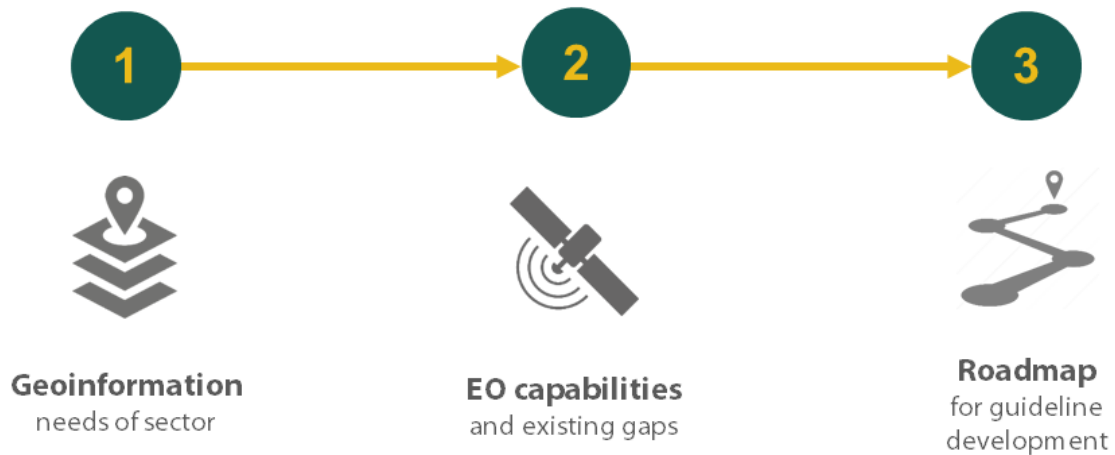 1
2
3
Geoinformation
needs of sector
EO capabilities
and existing gaps
Roadmap
for guideline
development